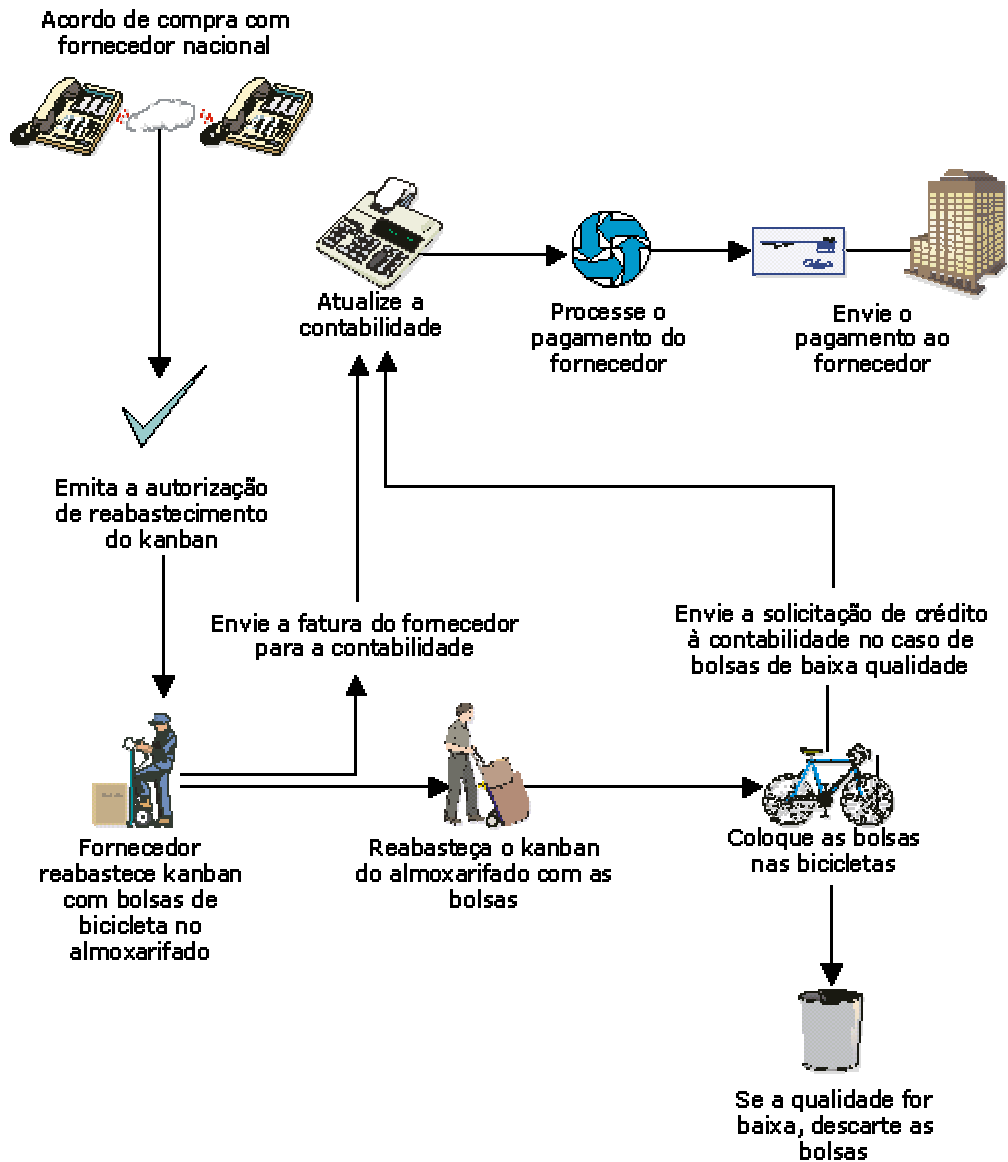 Acordo de compra com
fornecedor nacional
Atualize a
contabilidade
Processe o
pagamento do
fornecedor
Envie o
pagamento ao
fornecedor
Emita a autorização
de reabastecimento
do kanban
Envie a fatura do fornecedor
para a contabilidade
Envie a solicitação de crédito
à contabilidade no caso de
bolsas de baixa qualidade
Fornecedor
reabastece kanban
com bolsas de
bicicleta no
almoxarifado
Reabasteça o kanban
do almoxarifado com as
bolsas
Coloque as bolsas
nas bicicletas
Se a qualidade for
baixa, descarte as
bolsas